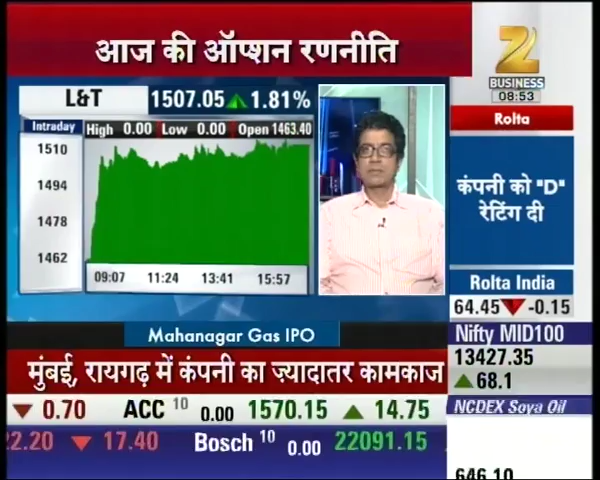 आज की ऑप्शन रणनीति
Z
BUSINESS
08:53
L&T 1507.05 1.81%
Intraday High 0.00 Low 0.00 Open 1463.40
1510
1494
1478
1462
09:07 11:24 13:41 15:57
Rolta
कंपनी को "D"
रेटिंग दी
Rolta India
64.45 -0.15
Mahanagar Gas IPO
Nifty MID100
13427.35
68.1
मुंबई, रायगढ़ में कंपनी का ज़्यादातर कामकाज
0.70 ACC 10 0.00 1570.15 14.75
NCDEX Soya Oil
22.20 17.40 Bosch 10 0.00 22091.15
646.10